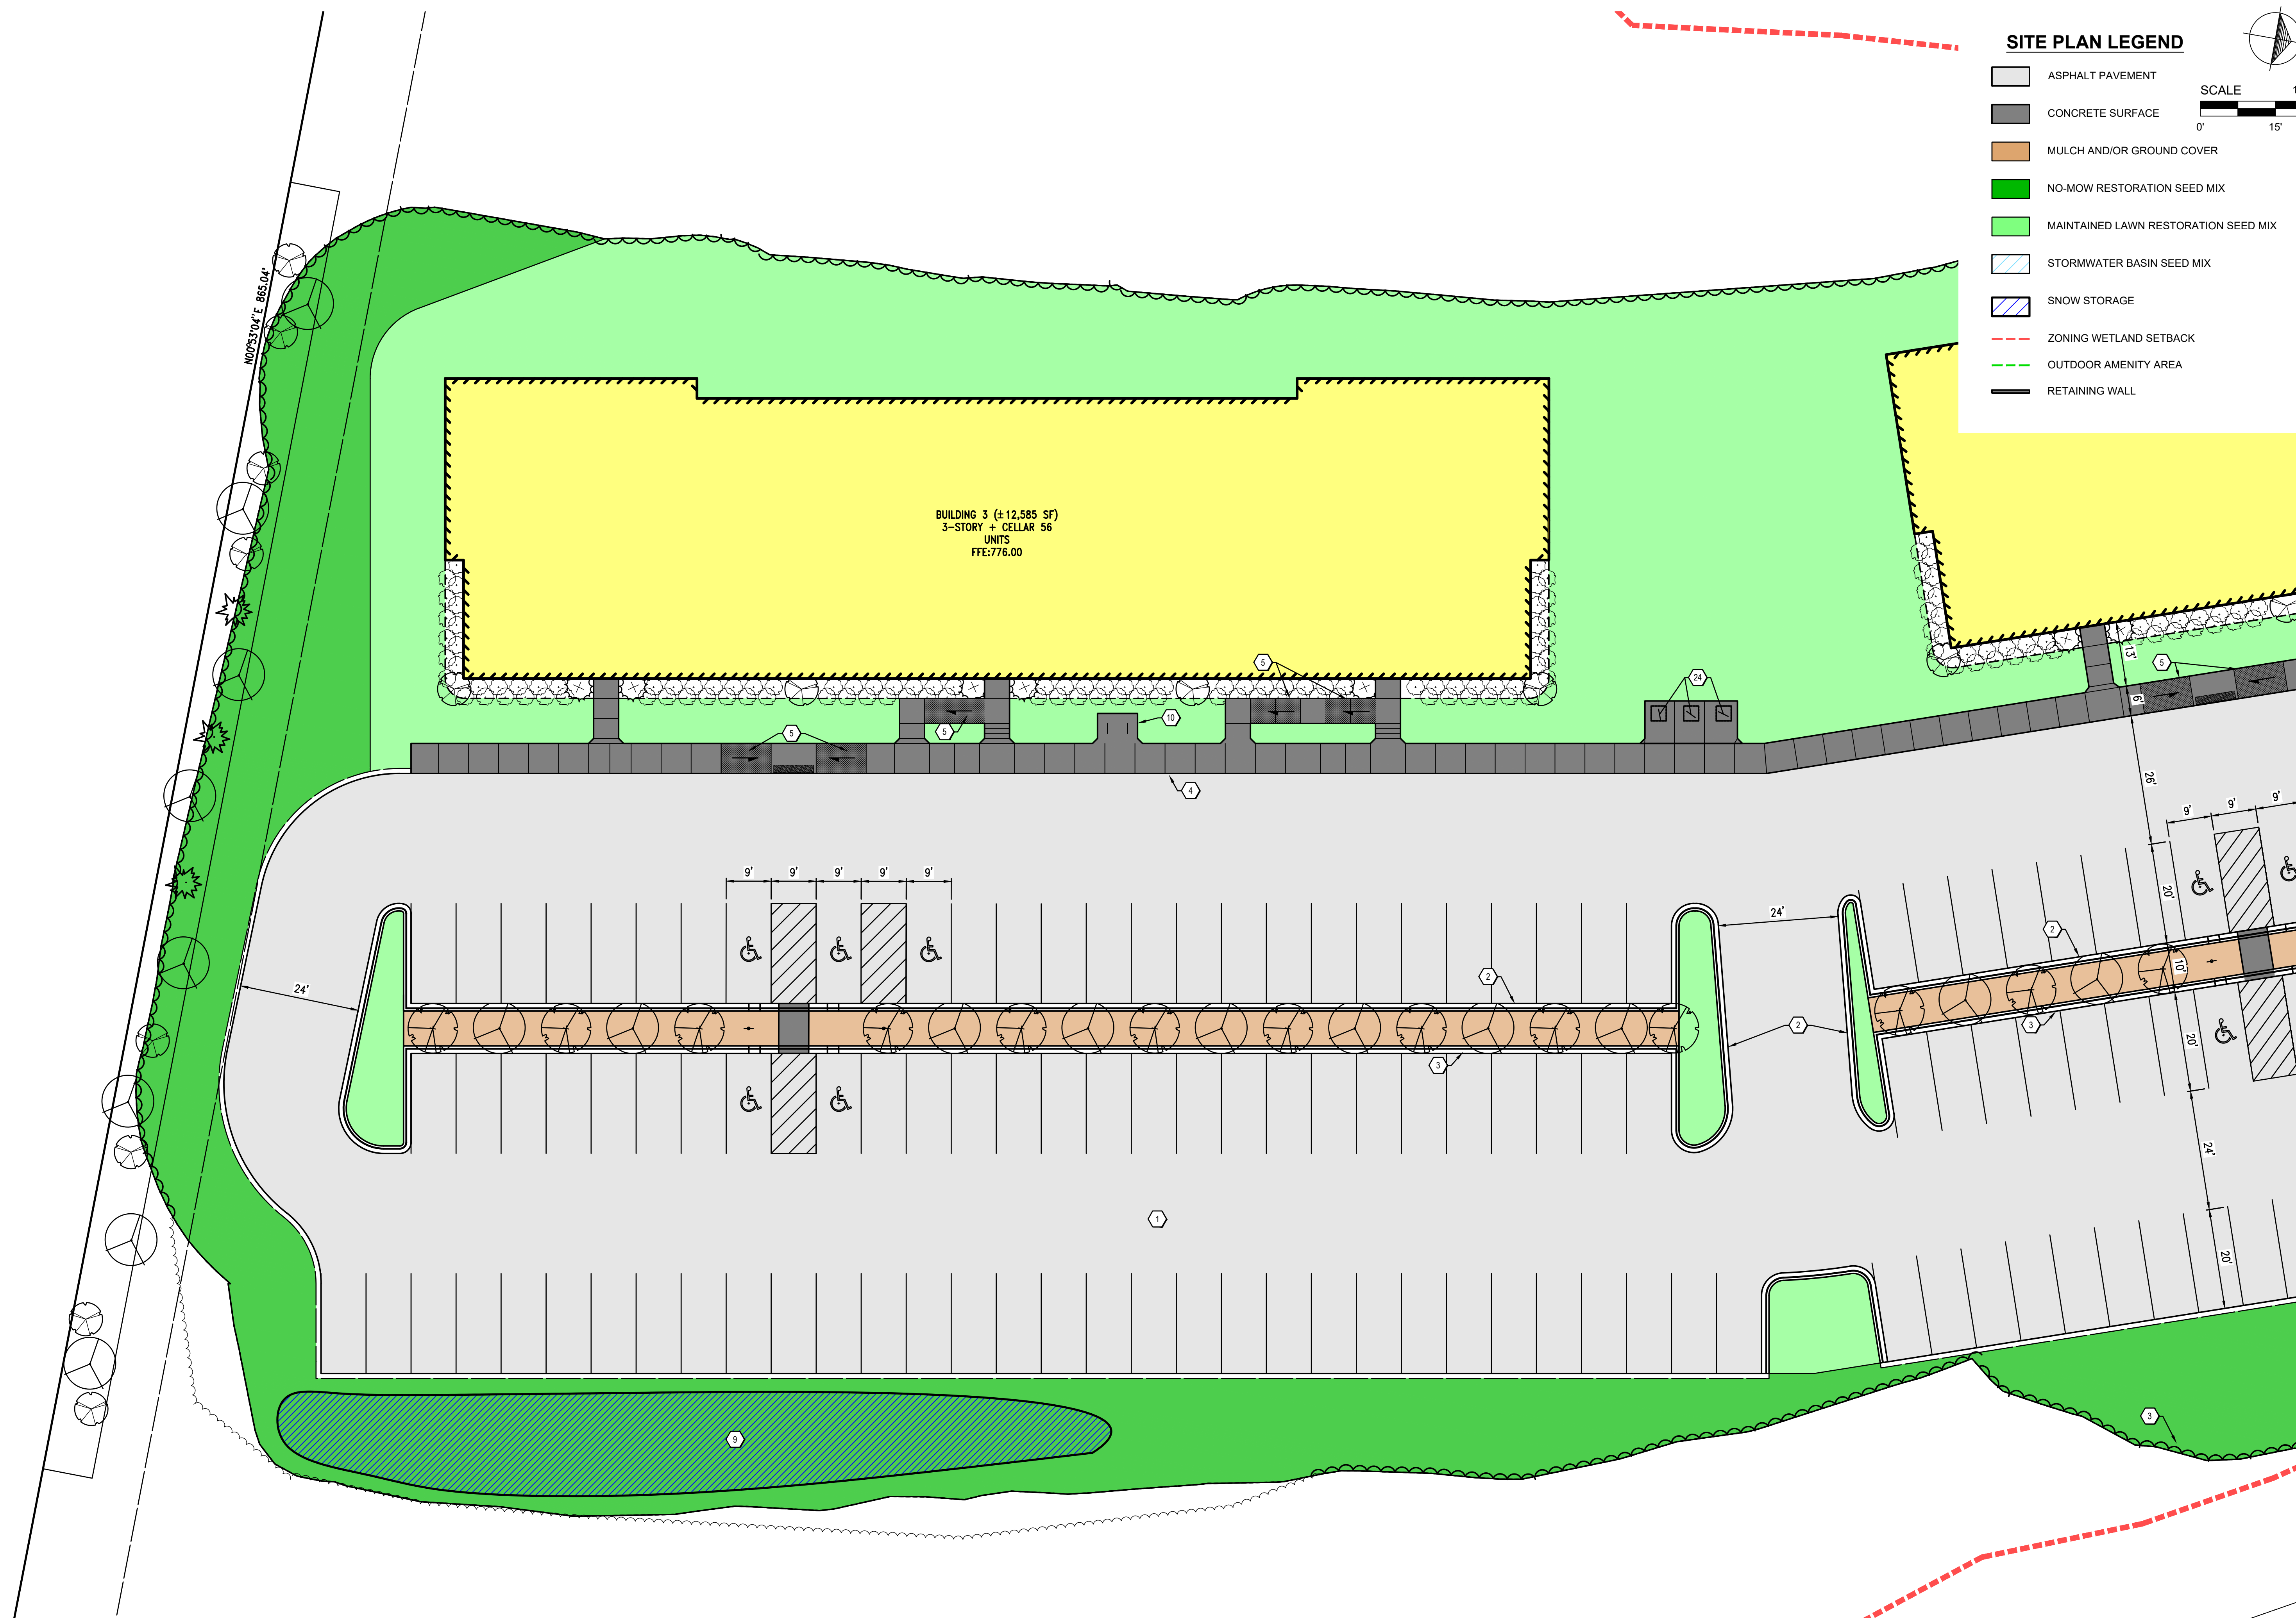 SITE PLAN LEGEND
ASPHALT PAVEMENT
CONCRETE SURFACE
MULCH AND/OR GROUND COVER
NO-MOW RESTORATION SEED MIX
MAINTAINED LAWN RESTORATION SEED MIX
STORMWATER BASIN SEED MIX
SNOW STORAGE
ZONING WETLAND SETBACK
OUTDOOR AMENITY AREA
RETAINING WALL
SCALE
0' 15'
N00°53'04"E 865.04'
BUILDING 3 (±12,585 SF)
3-STORY + CELLAR 56
UNITS
FFE:776.00
5
24
13'
5
6'
10
5
5
4
26'
9' 9' 9'
9' 9' 9' 9' 9'
20'
24'
2
2
10'
24'
2
3
3
20'
24'
1
20'
3
9